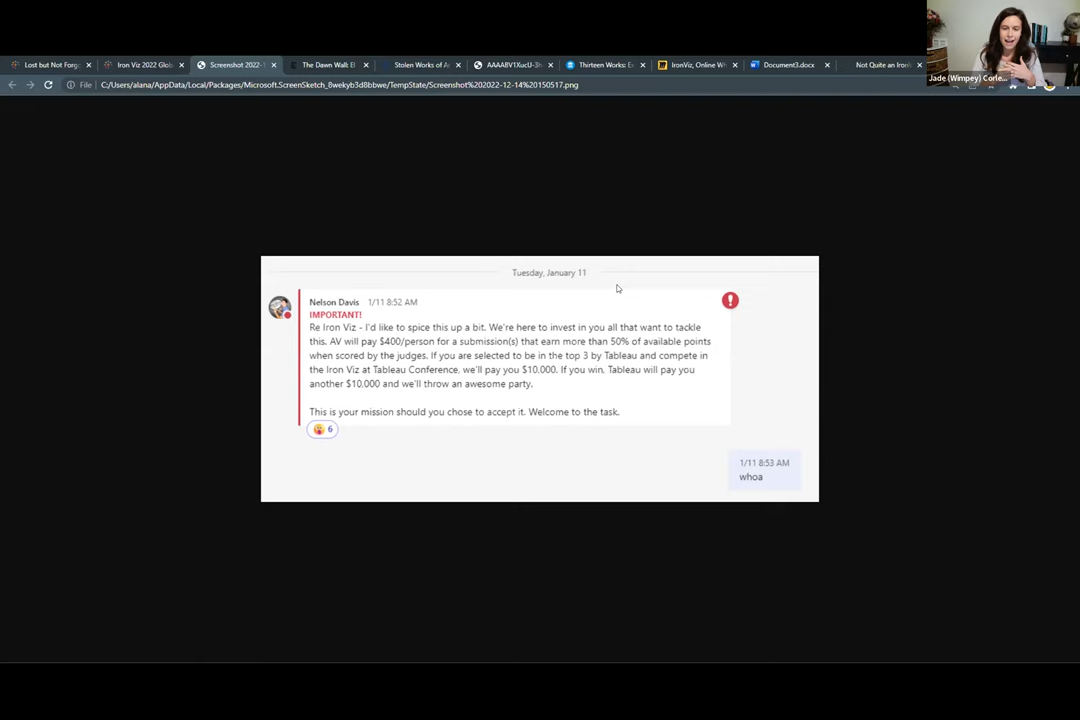 Lost but Not Forg
Iron Viz 2022 Glob
Screenshot 2022-1
The Dawn Wall: El
Stolen Works of A
Thirteen Works: E
IronViz, Online W
Document3.docx
Not Quite an Iron
File
C:/Users/alana/AppData/Local/Packages/Microsoft.ScreenSketch_8wekyb3d8bbwe/TempState/Screenshot%202022-12-14%20150517.png
Jade (Wimpey) Corle...
Tuesday, January 11
Nelson Davis 1/11 8:52 AM
IMPORTANT!
Re Iron Viz - I'd like to spice this up a bit. We're here to invest in you all that want to tackle
this. AV will pay $400/person for a submission(s) that earn more than 50% of available points
when scored by the judges. If you are selected to be in the top 3 by Tableau and compete in
the Iron Viz at Tableau Conference, we'll pay you $10.000. If you win, Tableau will pay you
another $10.000 and we'll throw an awesome party.
This is your mission should you chose to accept it. Welcome to the task.
6
1/11 8:53 AM
whoa